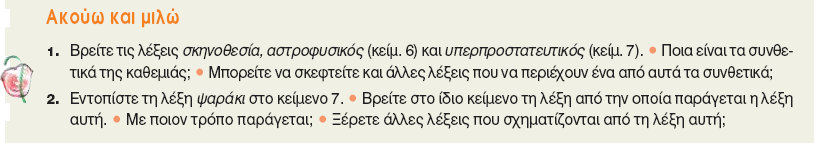 Ακούω και μιλώ
1. Βρείτε τις λέξεις σκηνοθεσία, αστροφυσικός (κείμ. 6) και υπερπροστατευτικός (κείμ. 7). • Ποια είναι τα συνθε-
τικά της καθεμιάς; • Μπορείτε να σκεφτείτε και άλλες λέξεις που να περιέχουν ένα από αυτά τα συνθετικά;
2. Εντοπίστε τη λέξη ψαράκι στο κείμενο 7. • Βρείτε στο ίδιο κείμενο τη λέξη από την οποία παράγεται η λέξη
αυτή. • Με ποιον τρόπο παράγεται; • Ξέρετε άλλες λέξεις που σχηματίζονται από τη λέξη αυτή;